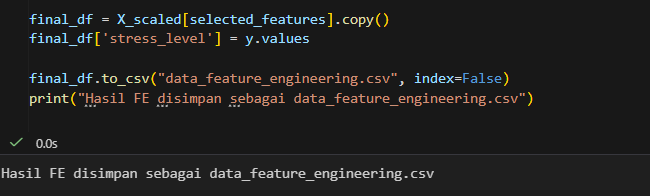 final_df = X_scaled[selected_features].copy()
final_df['stress_level'] = y.values
final_df.to_csv("data_feature_engineering.csv", index=False)
print("Hasil FE disimpan sebagai data_feature_engineering.csv")
0.0s
Hasil FE disimpan sebagai data_feature_engineering.csv